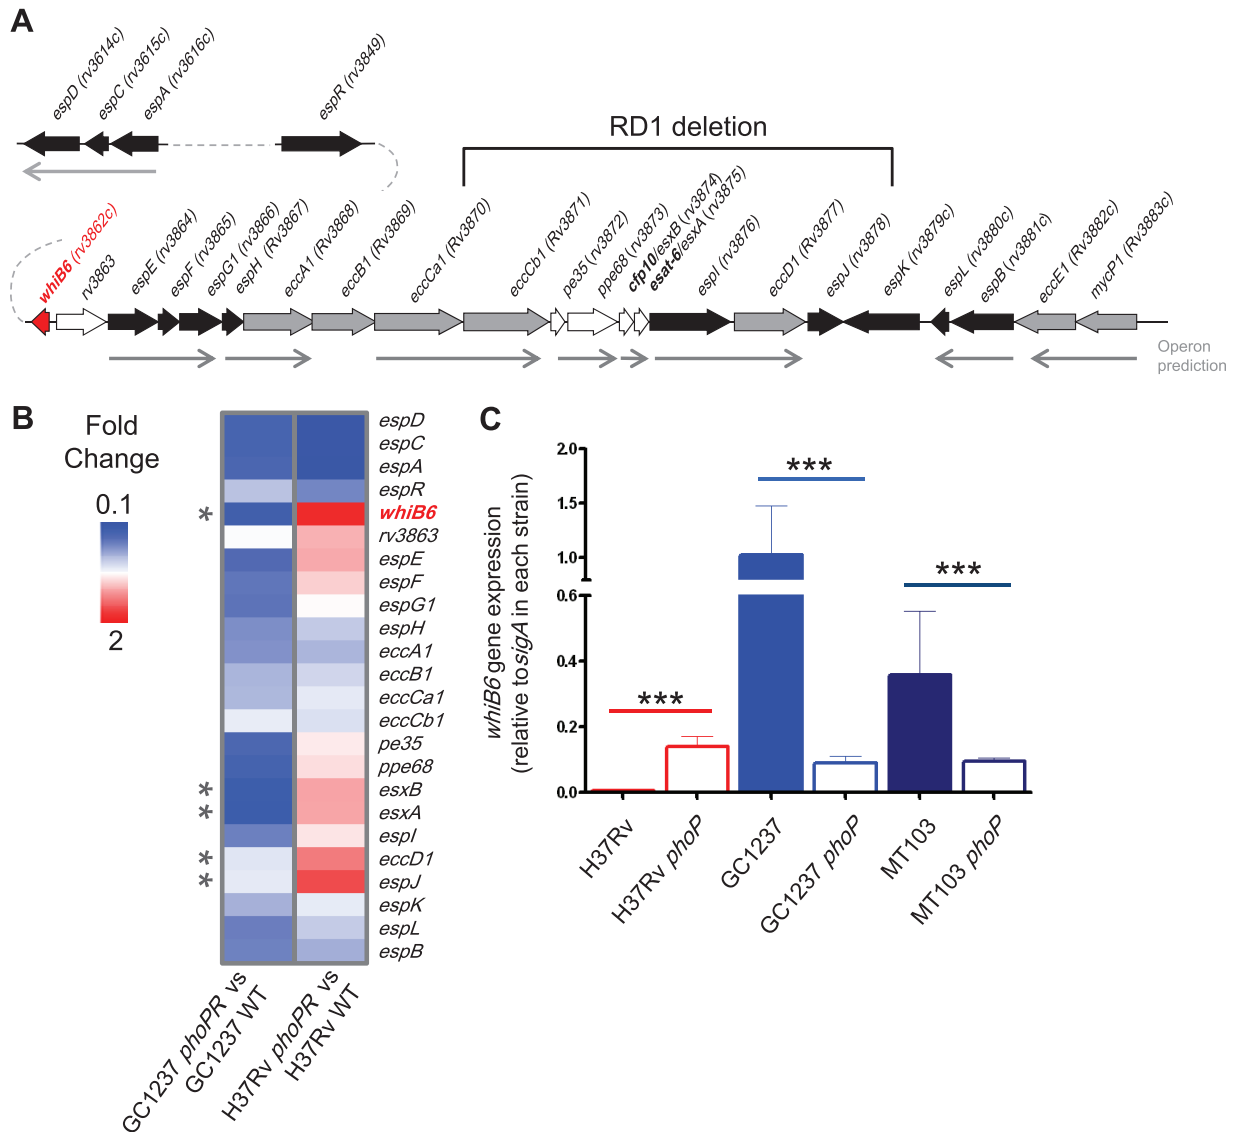 A
espD (rv3614c)
espC (rv3615c)
espA (rv3616c)
espR (rv3849)
RD1 deletion
whiB6 (rv3862c)
rv3863
espE (rv3864)
espF (rv3865)
espG1 (rv3866)
espH (Rv3867)
eccA1 (Rv3868)
eccB1 (Rv3869)
eccCa1 (Rv3870)
eccCb1 (Rv3871)
pe35 (rv3872)
ppe68 (rv3873)
cfp10/esxB (rv3874)
esat-6/esxA (rv3875)
espI (rv3876)
eccD1 (Rv3877)
espJ (rv3878)
espK (rv3879c)
espL (rv3880c)
espB (rv3881c)
eccE1 (Rv3882c)
mycP1 (Rv3883c)
Operon
prediction
B
Fold
Change
0.1
2
espD
espC
espA
espR
* whiB6
rv3863
espE
espF
espG1
espH
eccA1
eccB1
eccCa1
eccCb1
pe35
ppe68
* esxB
* esxA
espI
* eccD1
* espJ
espK
espL
espB
GC1237 phoPR vs
GC1237 WT
H37Rv phoPR vs
H37Rv WT
C
whiB6 gene expression
(relative to sigA in each strain)
2.0
1.5
1.0
0.6
0.4
0.2
0.0
***
***
***
H37Rv
H37Rv phoP
GC1237
GC1237 phoP
MT103
MT103 phoP